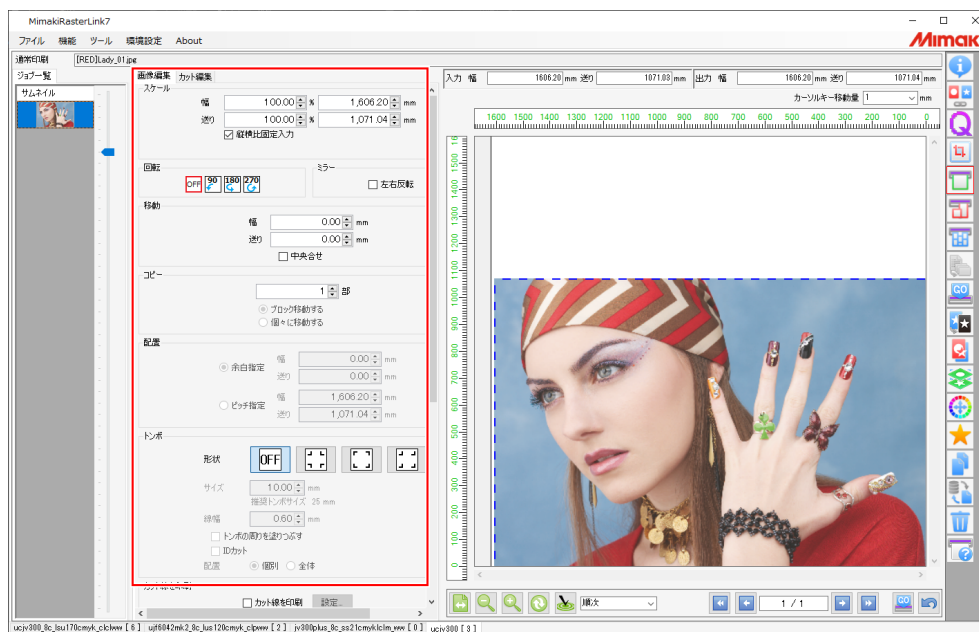 MimakiRasterLink7
ファイル 機能 ツール 環境設定 About
Mimaki
通常印刷 [RED]Lady_01.jpg
ジョブ一覧
サムネイル
画像編集 カット編集
スケール
幅 100.00 % 1,606.20 mm
送り 100.00 % 1,071.04 mm
縦横比固定入力
回転 ミラー
OFF 90 180 270 左右反転
移動
幅 0.00 mm
送り 0.00 mm
中央合せ
コピー
1 部
ブロック移動する
個々に移動する
配置
余白指定 幅 0.00 mm
送り 0.00 mm
ピッチ指定 幅 1,606.20 mm
送り 1,071.04 mm
トンボ
形状 OFF
サイズ 10.00 mm
推奨トンボサイズ 25 mm
線幅 0.60 mm
トンボの周りを塗りつぶす
IDカット
配置 個別 全体
カット線を印刷 設定...
入力 幅 1606.20 mm 送り 1071.03 mm 出力 幅 1606.20 mm 送り 1071.04 mm
カーソルキー移動量 1 mm
1600 1500 1400 1300 1200 1100 1000 900 800 700 600 500 400 300 200 100 0
1500
1400
1300
1200
1100
1000
900
800
700
600
500
400
300
200
100
0
Q
GO
順次 1 / 1 GO
ucjv300_8c_lsu170cmyk_clclww [ 6 ] ujf6042mk2_8c_lus120cmyk_clpww [ 2 ] jv300plus_8c_ss21cmyklclm_ww [ 0 ] ucjv300 [ 3 ]